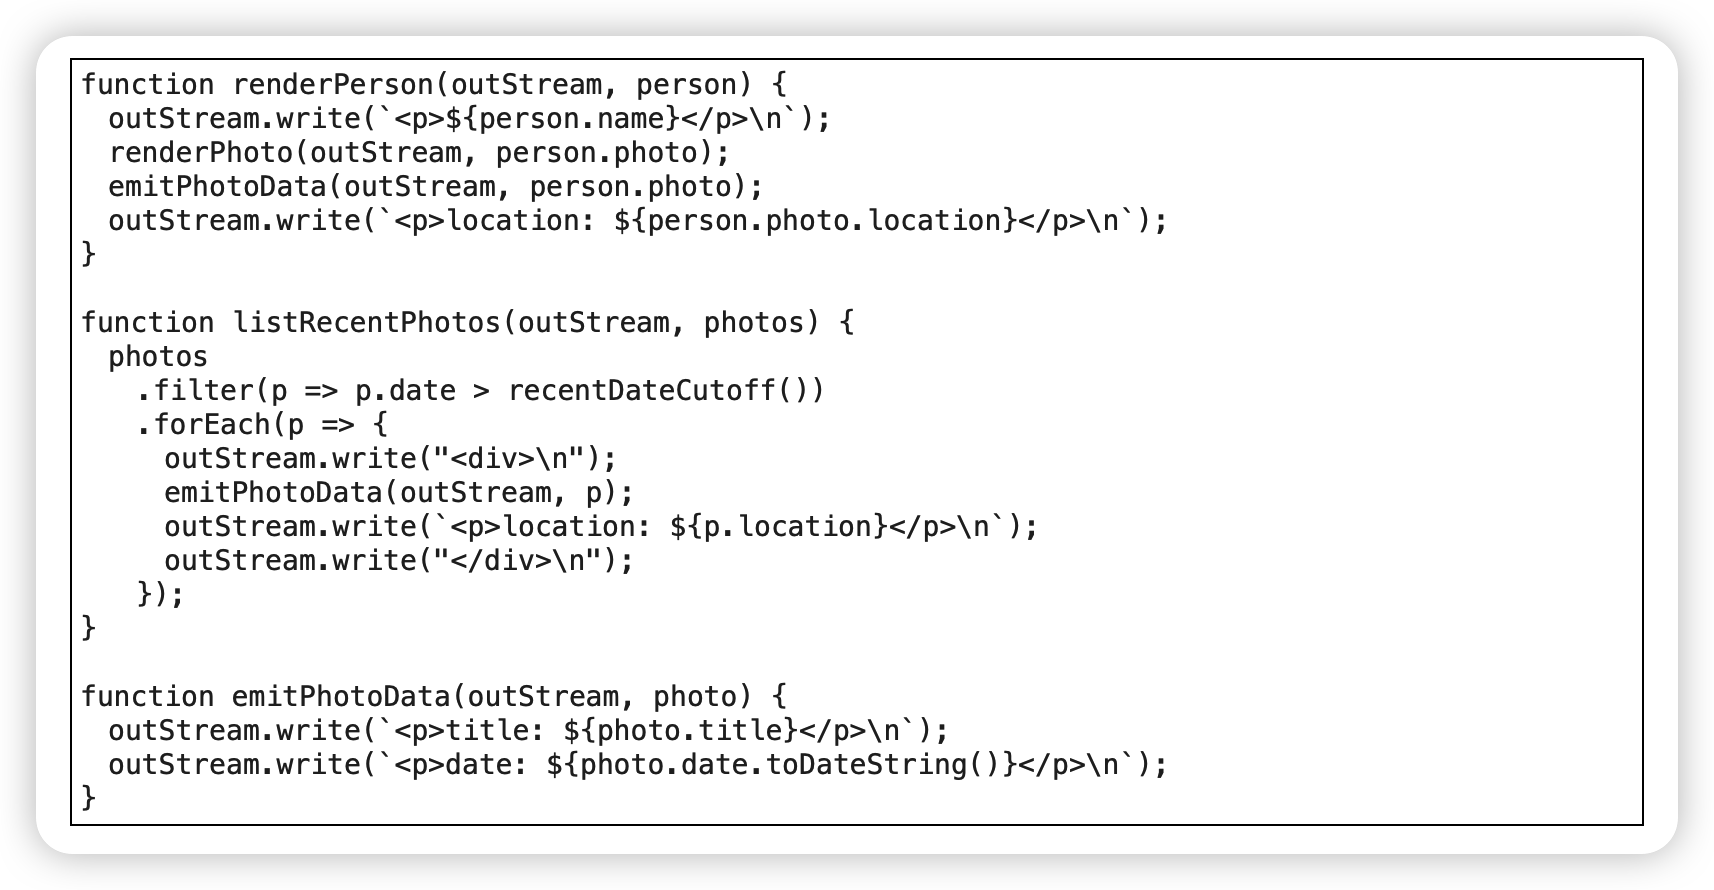 function renderPerson(outStream, person) {
  outStream.write(`<p>${person.name}</p>\n`);
  renderPhoto(outStream, person.photo);
  emitPhotoData(outStream, person.photo);
  outStream.write(`<p>location: ${person.photo.location}</p>\n`);
}

function listRecentPhotos(outStream, photos) {
  photos
    .filter(p => p.date > recentDateCutoff())
    .forEach(p => {
      outStream.write("<div>\n");
      emitPhotoData(outStream, p);
      outStream.write(`<p>location: ${p.location}</p>\n`);
      outStream.write("</div>\n");
    });
}

function emitPhotoData(outStream, photo) {
  outStream.write(`<p>title: ${photo.title}</p>\n`);
  outStream.write(`<p>date: ${photo.date.toDateString()}</p>\n`);
}